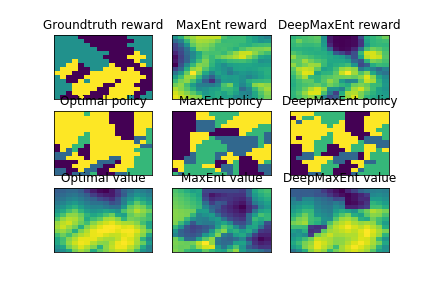 Groundtruth reward
MaxEnt reward
DeepMaxEnt reward
Optimal policy
MaxEnt policy
DeepMaxEnt policy
Optimal value
MaxEnt value
DeepMaxEnt value